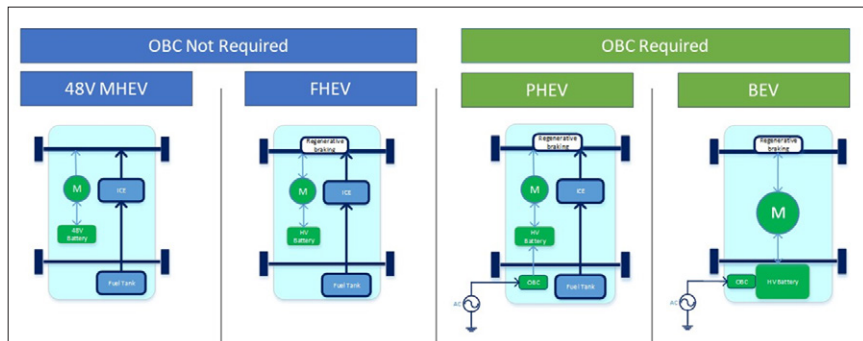 OBC Not Required
OBC Required
48V MHEV
FHEV
PHEV
BEV
M
ICE
48V
Battery
Fuel Tank
Regenerative
braking
M
ICE
HV
Battery
Fuel Tank
Regenerative
braking
M
ICE
HV
Battery
OBC
Fuel Tank
AC
Regenerative
braking
M
OBC
HV Battery
AC